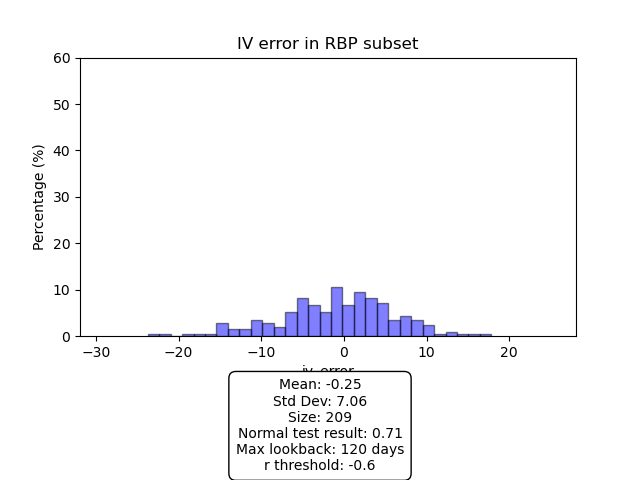 IV error in RBP subset
Percentage (%)
60
50
40
30
20
10
0
−30 −20 −10 0 10 20
iv_error
Mean: -0.25
Std Dev: 7.06
Size: 209
Normal test result: 0.71
Max lookback: 120 days
r threshold: -0.6